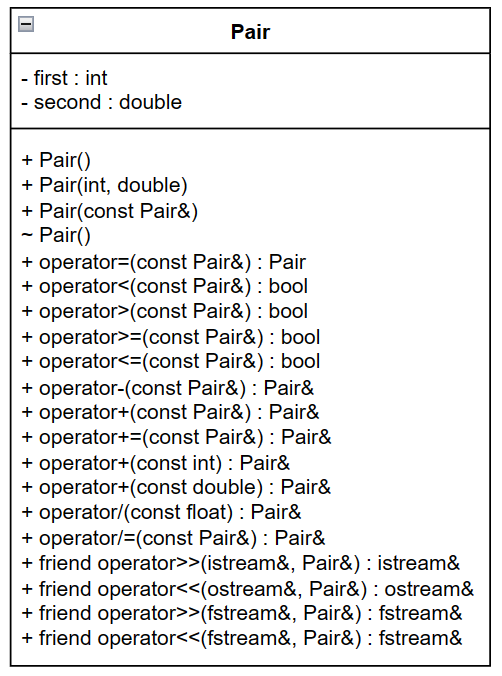 Pair
- first : int
- second : double
+ Pair()
+ Pair(int, double)
+ Pair(const Pair&)
~ Pair()
+ operator=(const Pair&) : Pair
+ operator<(const Pair&) : bool
+ operator>(const Pair&) : bool
+ operator>=(const Pair&) : bool
+ operator<=(const Pair&) : bool
+ operator-(const Pair&) : Pair&
+ operator+(const Pair&) : Pair&
+ operator+=(const Pair&) : Pair&
+ operator+(const int) : Pair&
+ operator+(const double) : Pair&
+ operator/(const float) : Pair&
+ operator/=(const Pair&) : Pair&
+ friend operator>>(istream&, Pair&) : istream&
+ friend operator<<(ostream&, Pair&) : ostream&
+ friend operator>>(fstream&, Pair&) : fstream&
+ friend operator<<(fstream&, Pair&) : fstream&